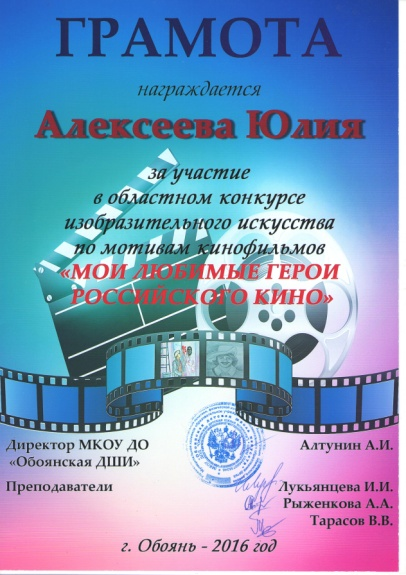 ГРАМОТА
награждается
Алексеева Юлия
за участие
в областном конкурсе
изобразительного искусства
по мотивам кинофильмов
«МОИ ЛЮБИМЫЕ ГЕРОИ
РОССИЙСКОГО КИНО»
Директор МКОУ ДО Алтунин А.И.
«Обоянская ДШИ»
Преподаватели Лукьянцева И.И.
Рыженкова А.А.
Тарасов В.В.
г. Обоянь - 2016 год